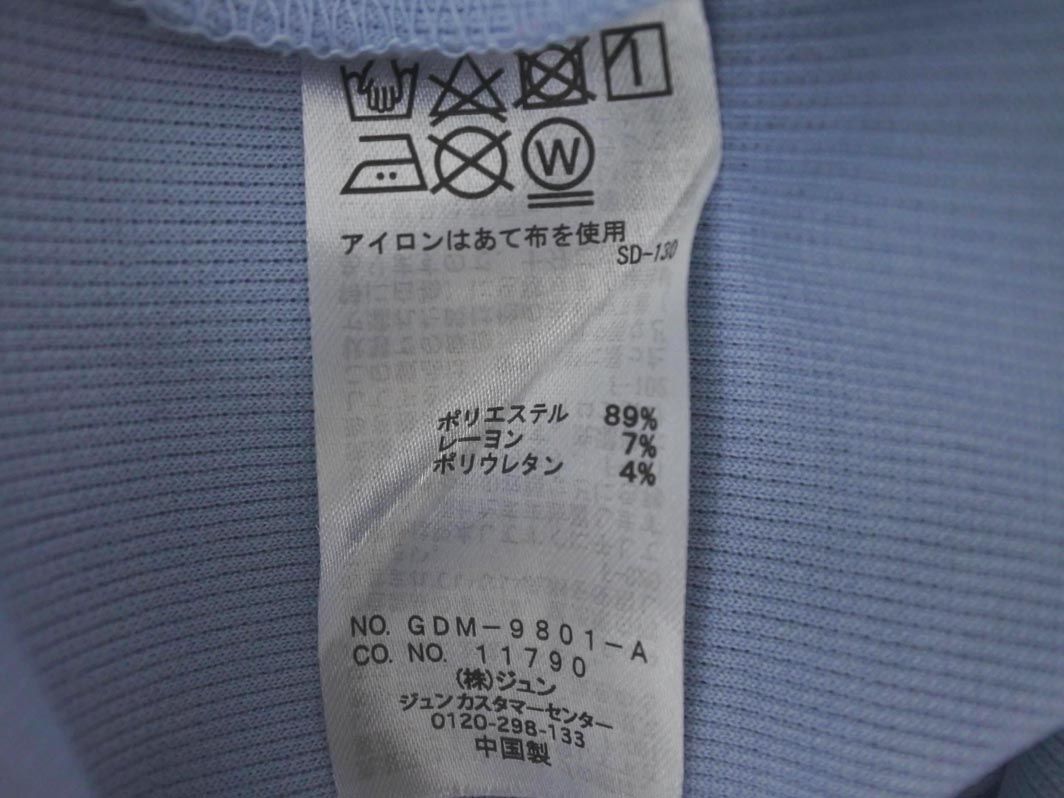 W
アイロンはあて布を使用
SD-130
ポリエステル 89%
レーヨン 7%
ポリウレタン 4%
NO. GDM-9801-A
CO. NO. 11790
(株)ジュン
ジュンカスタマーセンター
0120-298-133
中国製